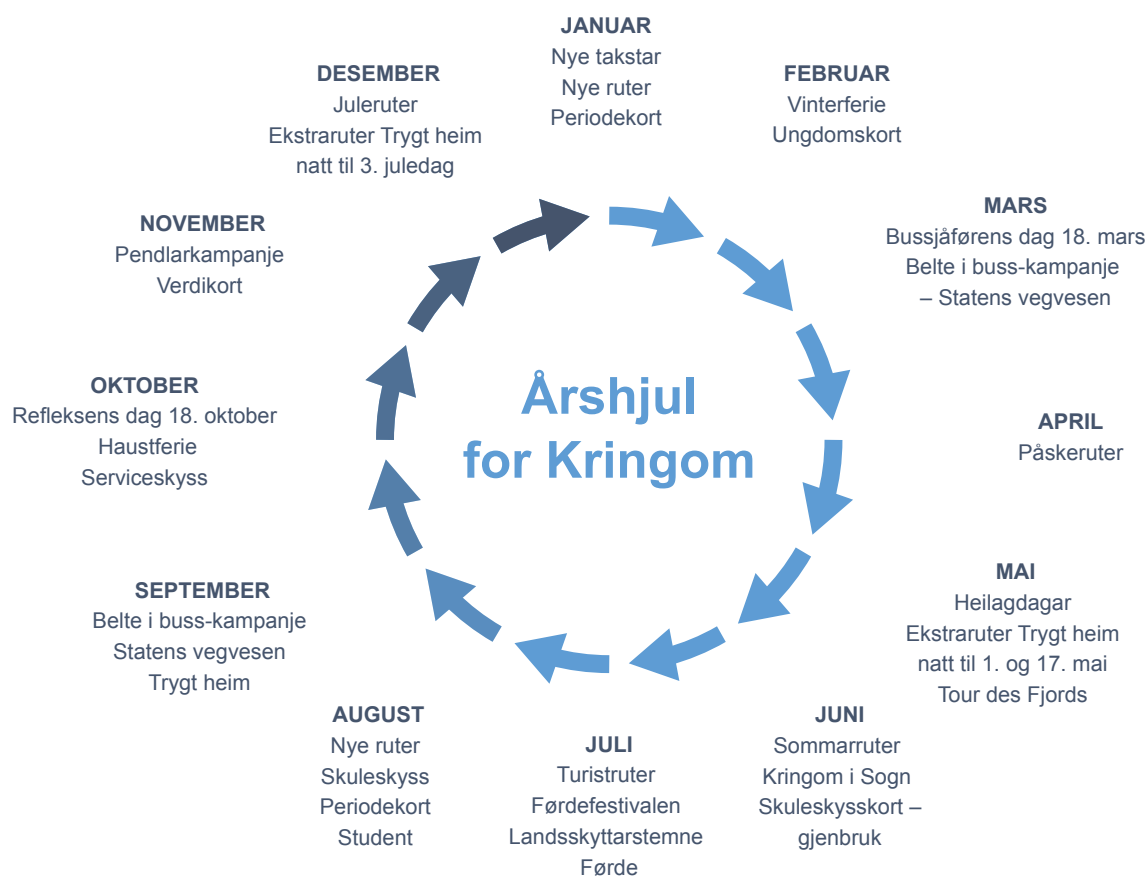 JANUAR
Nye takstar
Nye ruter
Periodekort
FEBRUAR
Vinterferie
Ungdomskort
MARS
Bussjåførens dag 18. mars
Belte i buss-kampanje
– Statens vegvesen
APRIL
Påskeruter
MAI
Heilagdagar
Ekstraruter Trygt heim
natt til 1. og 17. mai
Tour des Fjords
JUNI
Sommarruter
Kringom i Sogn
Skuleskysskort –
gjenbruk
JULI
Turistruter
Førdefestivalen
Landsskyttarstemne
Førde
AUGUST
Nye ruter
Skuleskyss
Periodekort
Student
SEPTEMBER
Belte i buss-kampanje
Statens vegvesen
Trygt heim
OKTOBER
Refleksens dag 18. oktober
Haustferie
Serviceskyss
NOVEMBER
Pendlarkampanje
Verdikort
DESEMBER
Juleruter
Ekstraruter Trygt heim
natt til 3. juledag
Årshjul
for Kringom